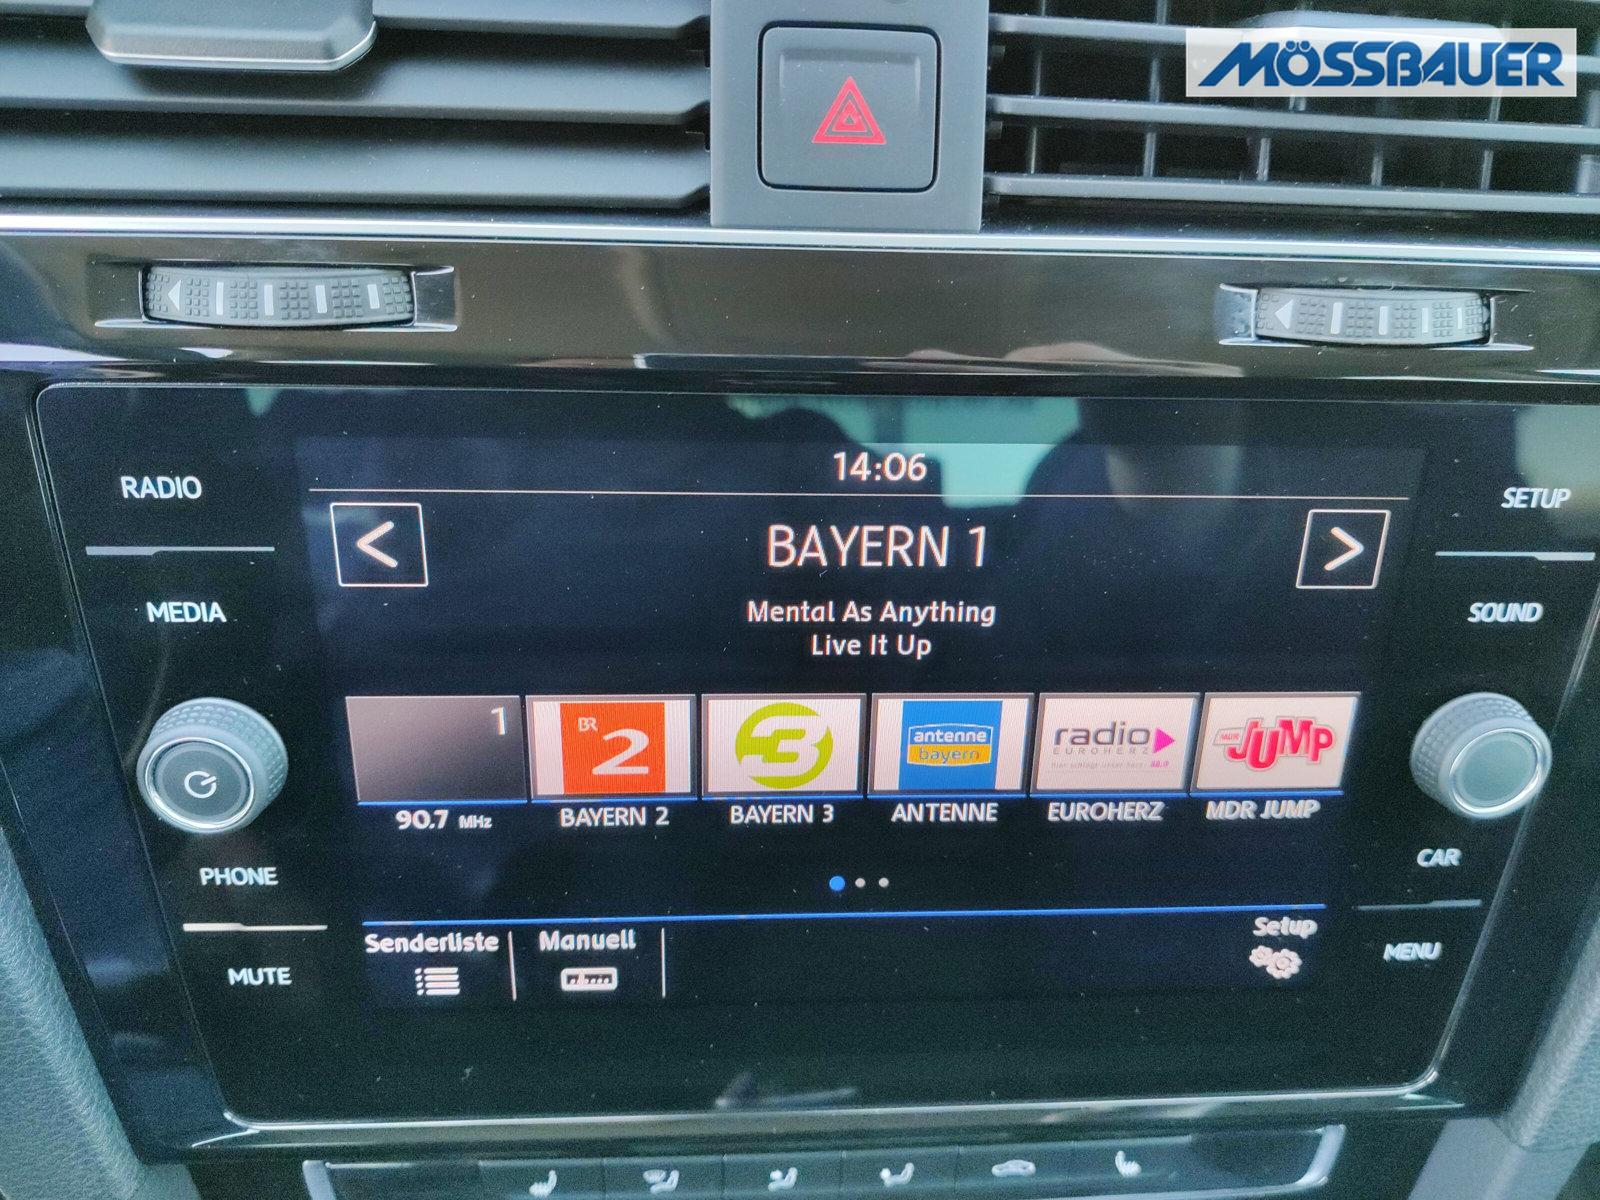 MÖSSBAUER
14:06
RADIO
SETUP
BAYERN 1
MEDIA
Mental As Anything
SOUND
Live It Up
1
BR
2
3
antenne
bayern
radio
EUROHERZ
MDR JUMP
90.7 MHz
BAYERN 2
BAYERN 3
ANTENNE
EUROHERZ
MDR JUMP
PHONE
CAR
Senderliste
Manuell
Setup
MUTE
MENU